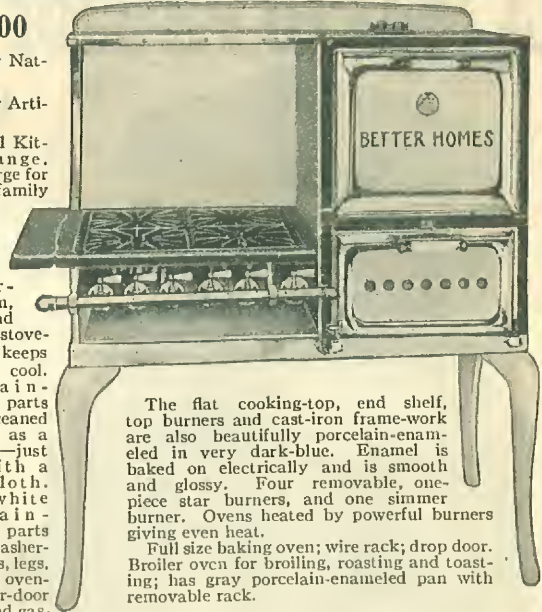 00
Nat-
Arti-
l Kit-
ange.
rge for
family
BETTER HOMES
r-
n,
nd
stove-
keeps
cool.
a i n -
parts
eaned
as a
—just
th a
loth.
white
a i n -
parts
asher-
s, legs,
oven-
r-door
nd gas-
The flat cooking-top, end shelf,
top burners and cast-iron frame-work
are also beautifully porcelain-enam-
eled in very dark-blue. Enamel is
baked on electrically and is smooth
and glossy. Four removable, one-
piece star burners, and one simmer
burner. Ovens heated by powerful burners
giving even heat.
Full size baking oven; wire rack; drop door.
Broiler oven for broiling, roasting and toast-
ing; has gray porcelain-enameled pan with
removable rack.